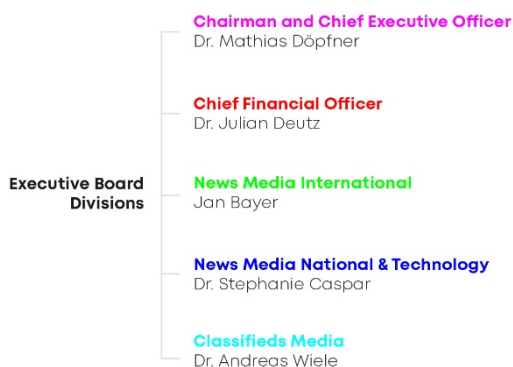 Chairman and Chief Executive Officer
Dr. Mathias Döpfner
Chief Financial Officer
Dr. Julian Deutz
Executive Board
Divisions
News Media International
Jan Bayer
News Media National & Technology
Dr. Stephanie Caspar
Classifieds Media
Dr. Andreas Wiele